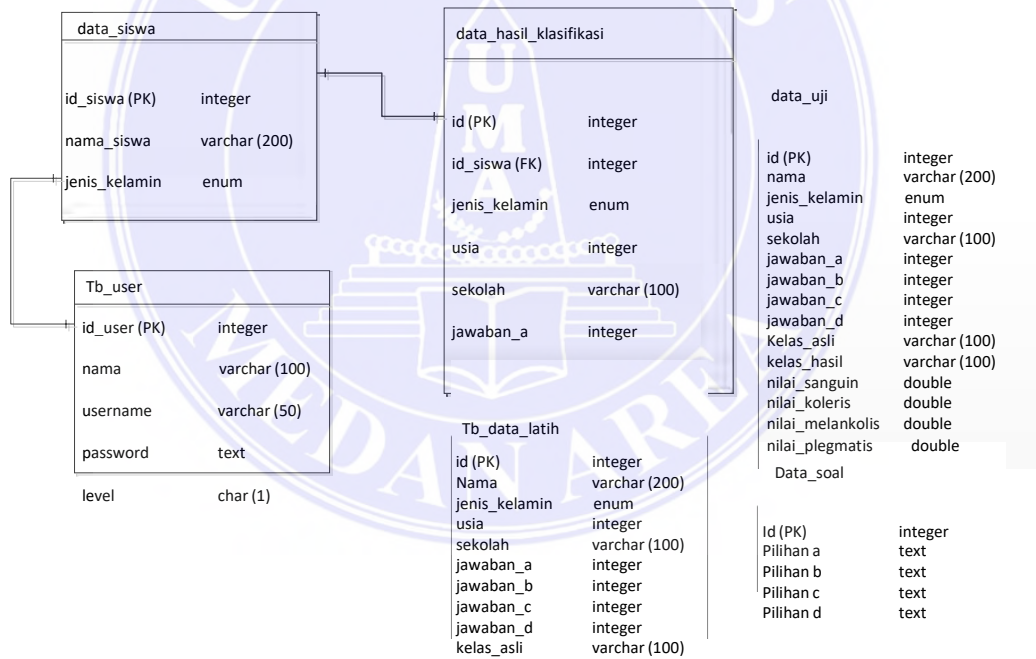 data_siswa
id_siswa (PK) integer
nama_siswa varchar (200)
jenis_kelamin enum
Tb_user
id_user (PK) integer
nama varchar (100)
username varchar (50)
password text
level char (1)
data_hasil_klasifikasi
id (PK) integer
id_siswa (FK) integer
jenis_kelamin enum
usia integer
sekolah varchar (100)
jawaban_a integer
Tb_data_latih
id (PK) integer
Nama varchar (200)
jenis_kelamin enum
usia integer
sekolah varchar (100)
jawaban_a integer
jawaban_b integer
jawaban_c integer
jawaban_d integer
kelas_asli varchar (100)
data_uji
id (PK) integer
nama varchar (200)
jenis_kelamin enum
usia integer
sekolah varchar (100)
jawaban_a integer
jawaban_b integer
jawaban_c integer
jawaban_d integer
Kelas_asli varchar (100)
kelas_hasil varchar (100)
nilai_sanguin double
nilai_koleris double
nilai_melankolis double
nilai_plegmatis double
Data_soal
Id (PK) integer
Pilihan a text
Pilihan b text
Pilihan c text
Pilihan d text
UMA
MEDAN AREA